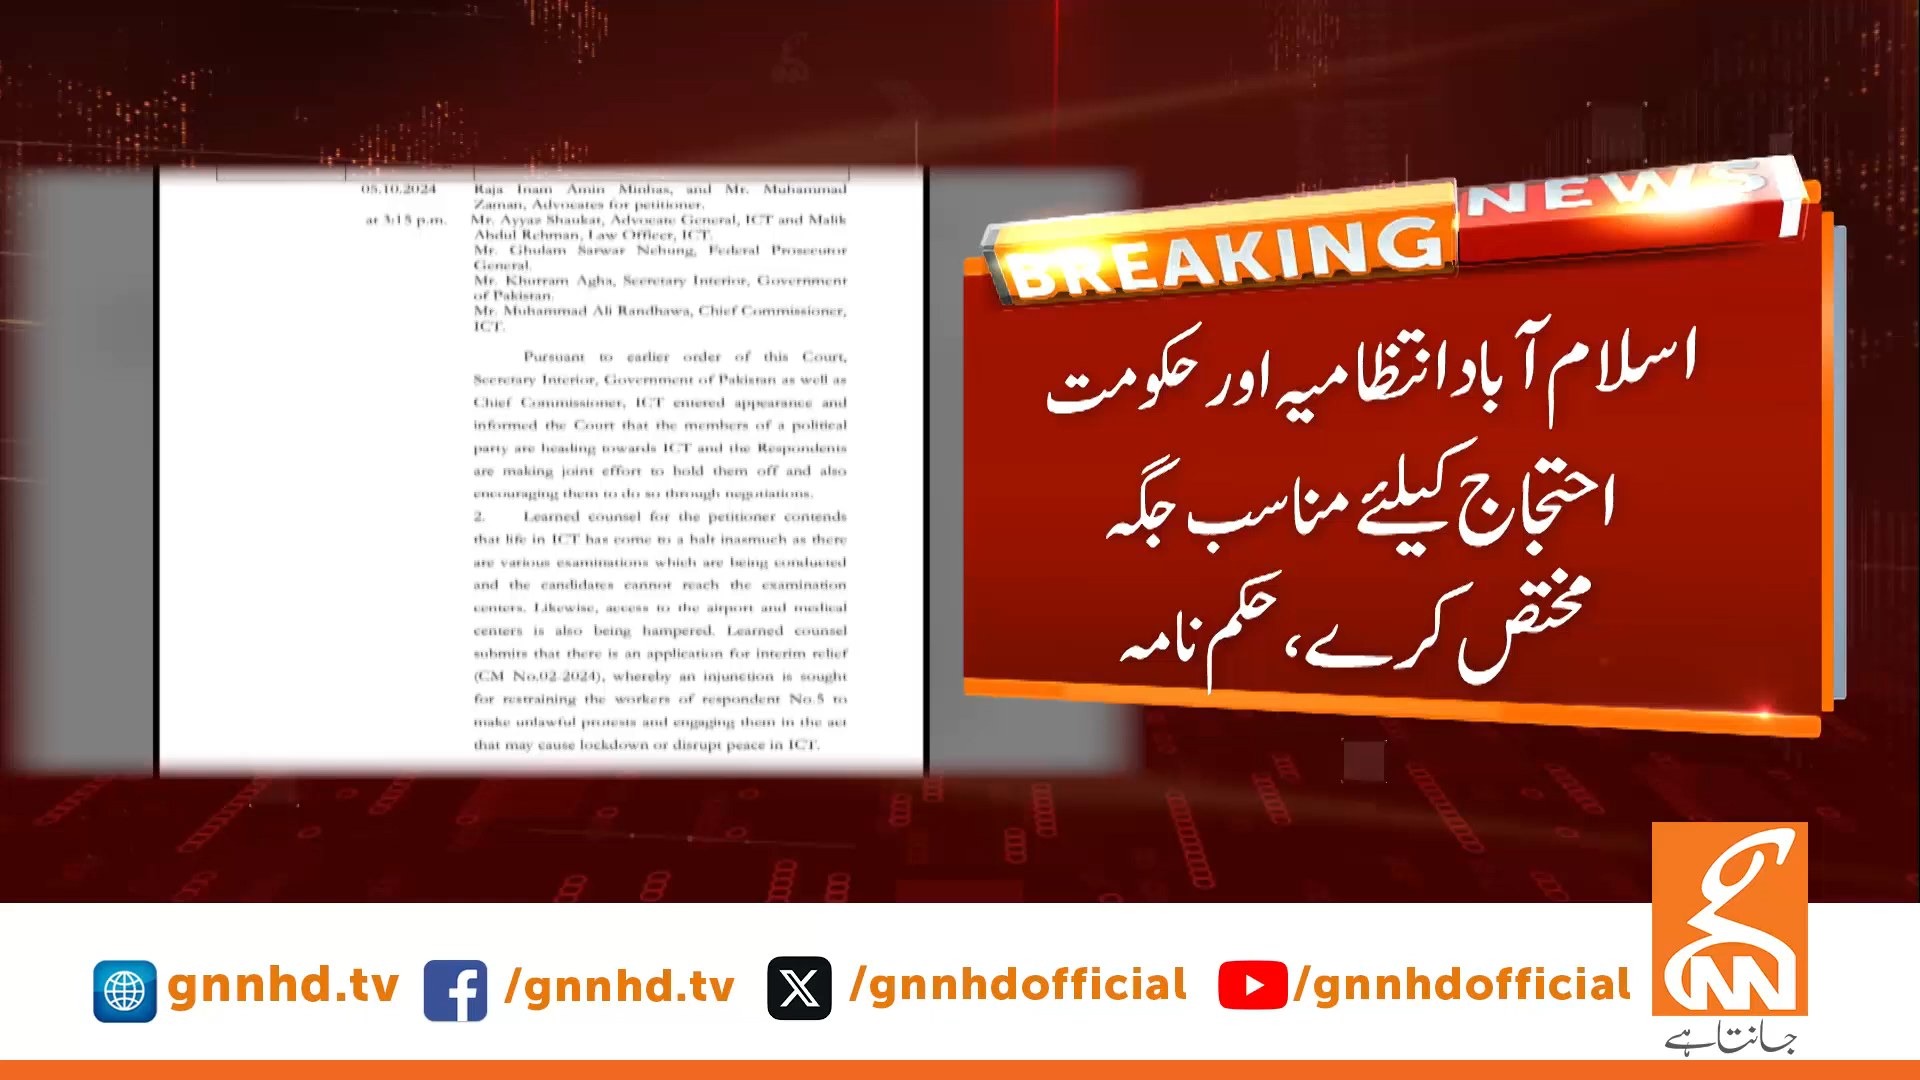 05.10.2024
at 3:15 p.m.
Raja Inam Amin Minhas, and Mr. Muhammad
Zaman, Advocates for petitioner.
Mr. Ayyaz Shaukat, Advocate General, ICT and Malik
Abdul Rehman, Law Officer, ICT.
Mr. Ghulam Sarwar Nehung, Federal Prosecutor
General.
Mr. Khurram Agha, Secretary Interior, Government
of Pakistan.
Mr. Muhammad Ali Randhawa, Chief Commissioner,
ICT.
Pursuant to earlier order of this Court,
Secretary Interior, Government of Pakistan as well as
Chief Commissioner, ICT entered appearance and
informed the Court that the members of a political
party are heading towards ICT and the Respondents
are making joint effort to hold them off and also
encouraging them to do so through negotiations.
2. Learned counsel for the petitioner contends
that life in ICT has come to a halt inasmuch as there
are various examinations which are being conducted
and the candidates cannot reach the examination
centers. Likewise, access to the airport and medical
centers is also being hampered. Learned counsel
submits that there is an application for interim relief
(CM No.02-2024), whereby an injunction is sought
for restraining the workers of respondent No.5 to
make unlawful protests and engaging them in the act
that may cause lockdown or disrupt peace in ICT.
BREAKING NEWS
اسلام آباد انتظامیہ اور حکومت
احتجاج کیلئے مناسب جگہ
مختص کرے، حکم نامہ
gnnhd.tv
/gnnhd.tv
/gnnhdofficial
/gnnhdofficial
GNN
جانتا ہے